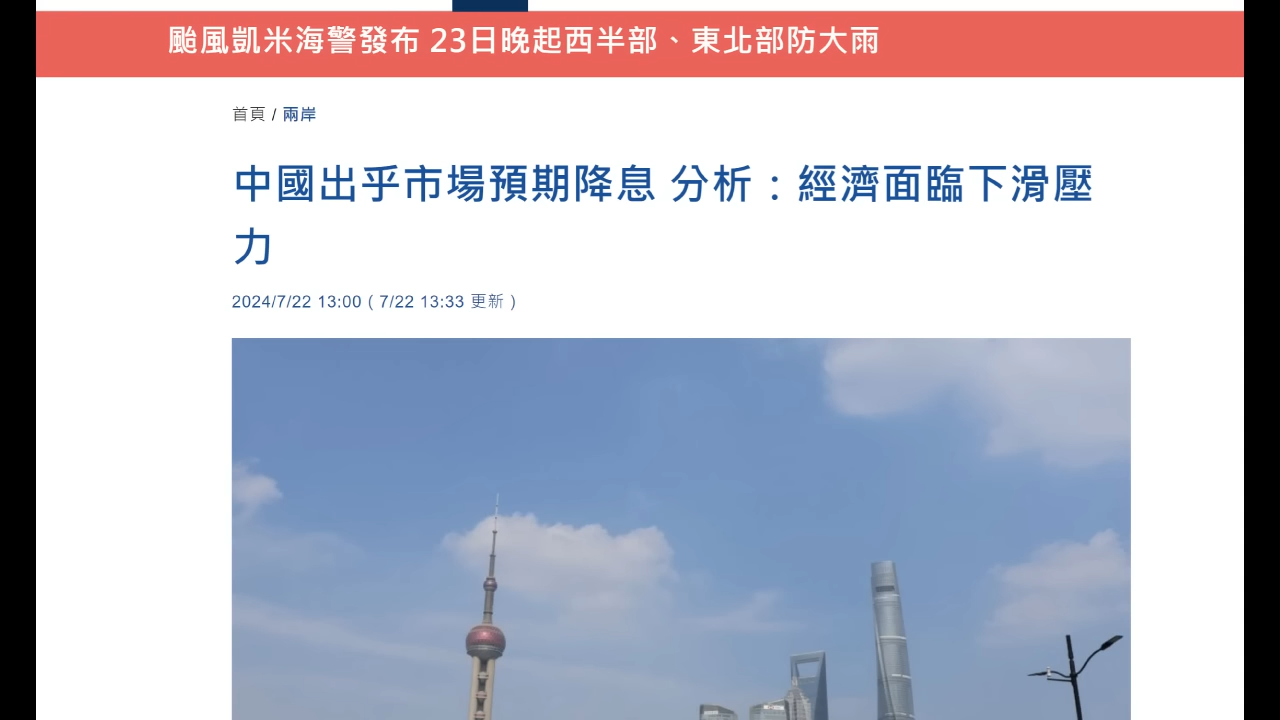 颱風凱米海警發布 23日晚起西半部、東北部防大雨
首頁 / 兩岸
中國出乎市場預期降息 分析：經濟面臨下滑壓
力
2024/7/22 13:00（7/22 13:33 更新）